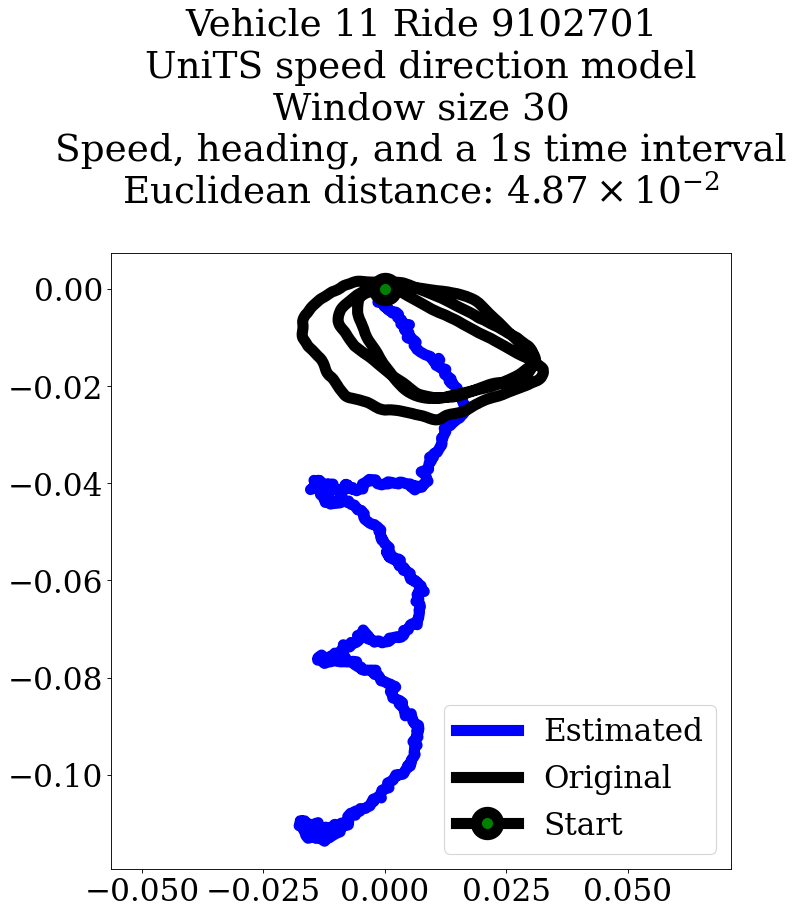 Vehicle 11 Ride 9102701
UniTS speed direction model
Window size 30
Speed, heading, and a 1s time interval
Euclidean distance: 4.87 × 10⁻²
0.00
−0.02
−0.04
−0.06
−0.08
−0.10
Estimated
Original
Start
−0.050 −0.025 0.000 0.025 0.050